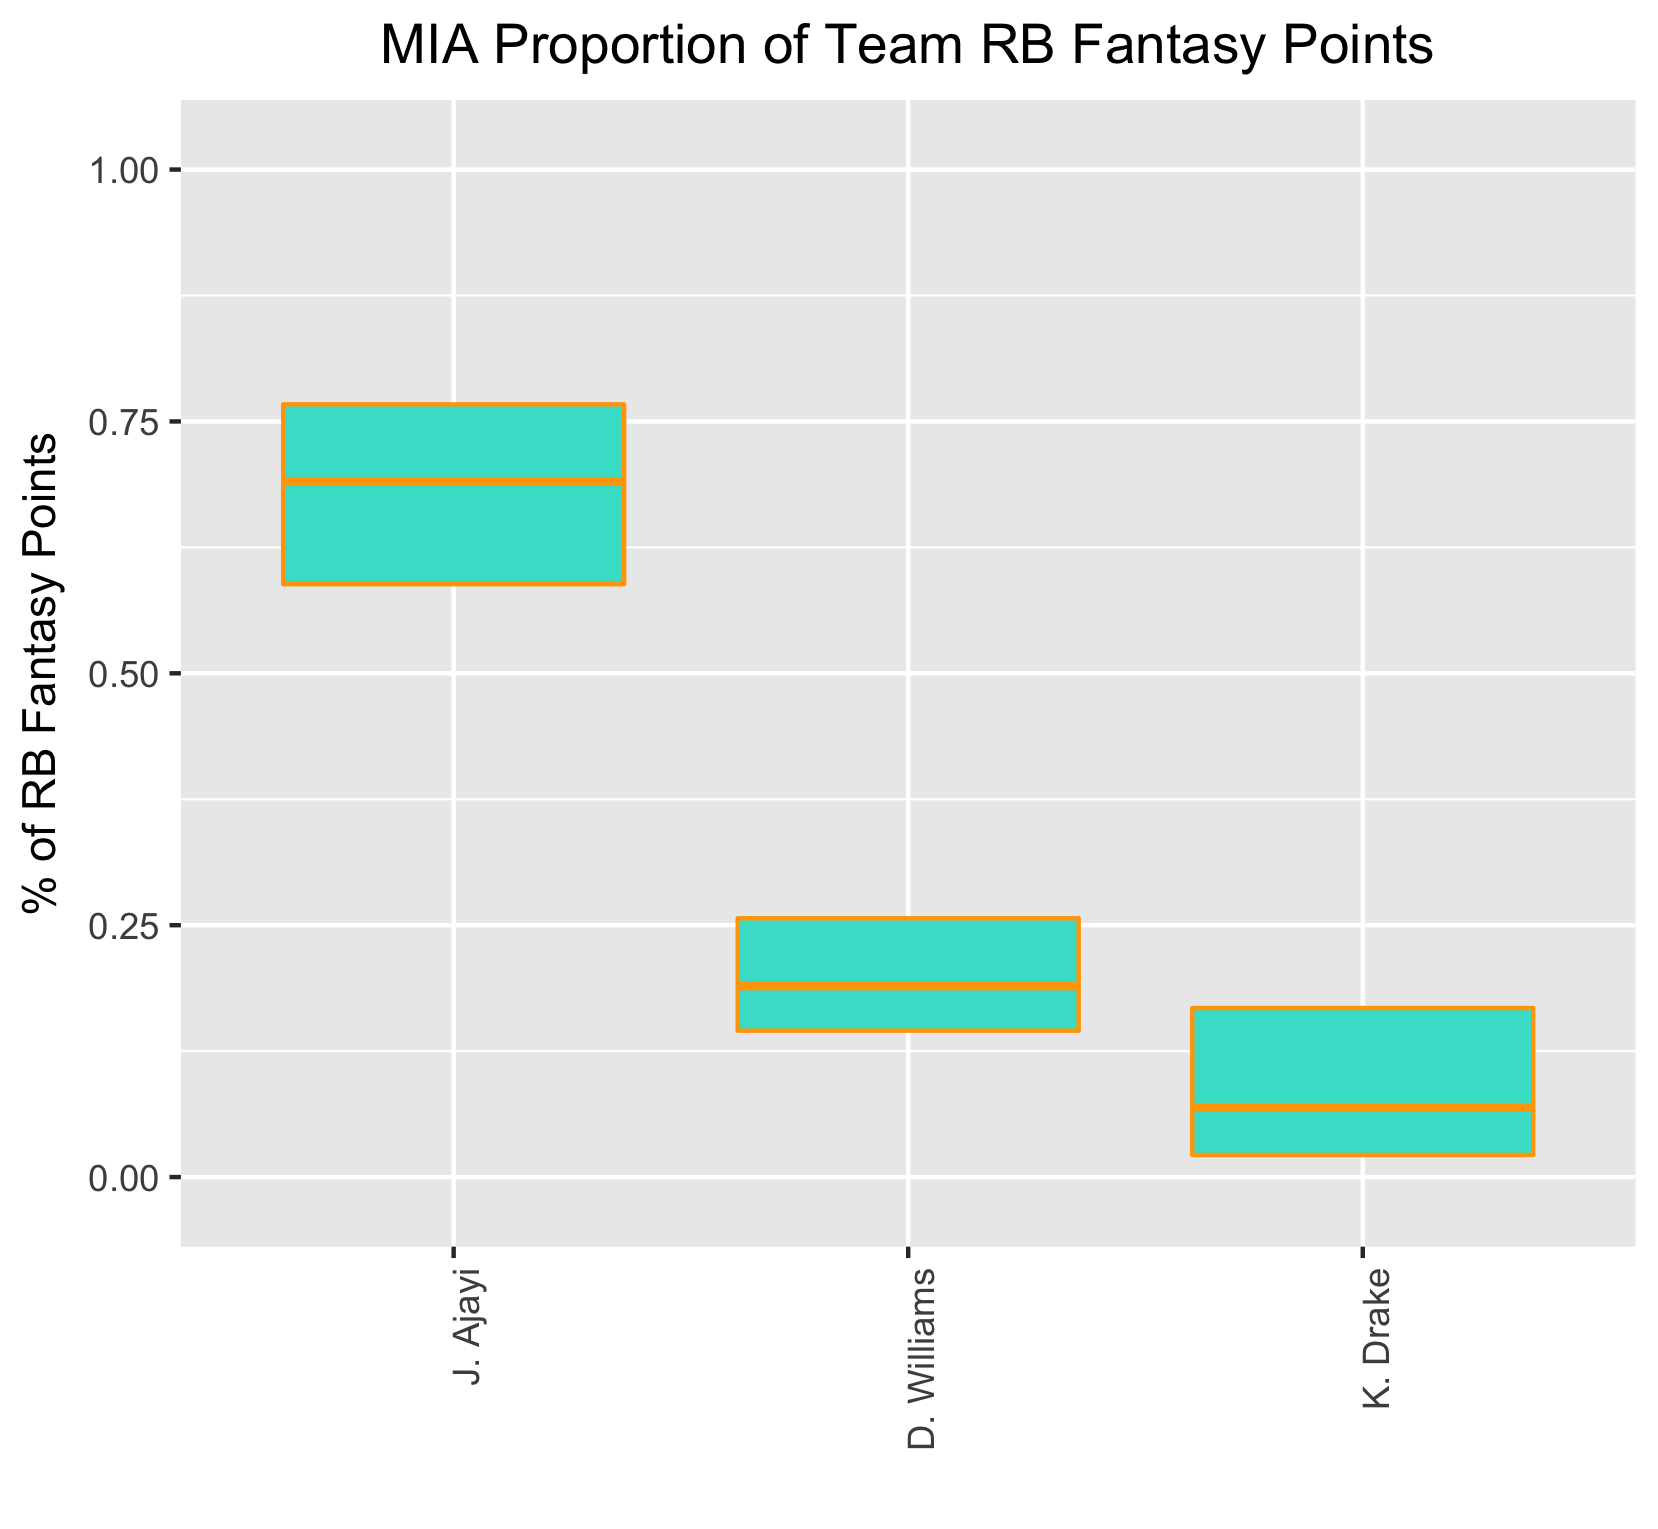 MIA Proportion of Team RB Fantasy Points
% of RB Fantasy Points
1.00
0.75
0.50
0.25
0.00
J. Ajayi
D. Williams
K. Drake